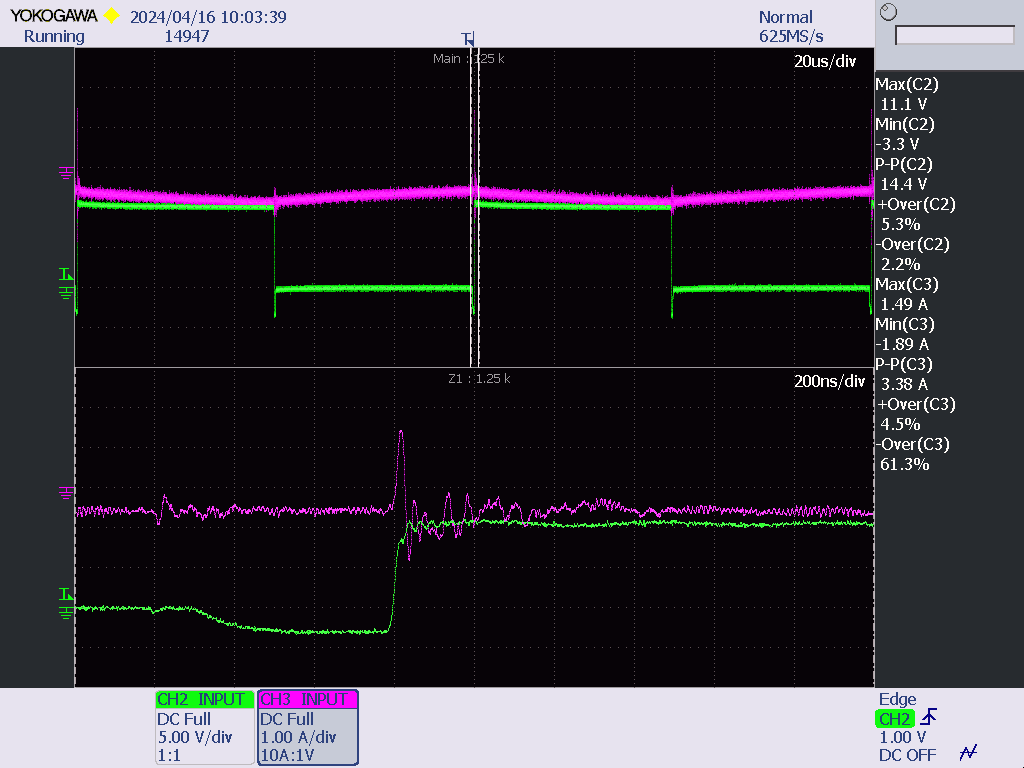 YOKOGAWA 2024/04/16 10:03:39 Normal
Running 14947 625MS/s
T
Main : 125 k 20us/div
Max(C2)
11.1 V
Min(C2)
-3.3 V
P-P(C2)
14.4 V
+Over(C2)
5.3%
-Over(C2)
2.2%
Max(C3)
1.49 A
Min(C3)
-1.89 A
P-P(C3)
3.38 A
+Over(C3)
4.5%
-Over(C3)
61.3%
T
Z1 : 1.25 k 200ns/div
T
CH2 INPUT
DC Full
5.00 V/div
1:1
CH3 INPUT
DC Full
1.00 A/div
10A:1V
Edge
CH2
1.00 V
DC OFF